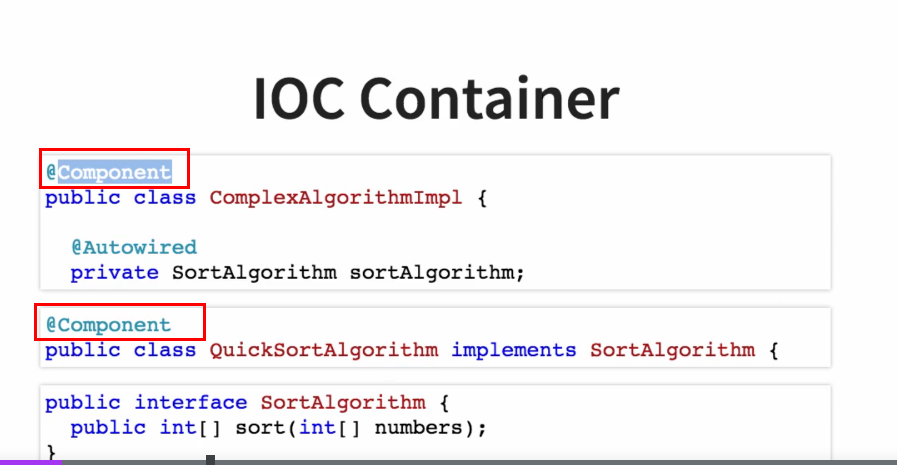 IOC Container
@Component
public class ComplexAlgorithmImpl {
@Autowired
private SortAlgorithm sortAlgorithm;
@Component
public class QuickSortAlgorithm implements SortAlgorithm {
public interface SortAlgorithm {
public int[] sort(int[] numbers);
}